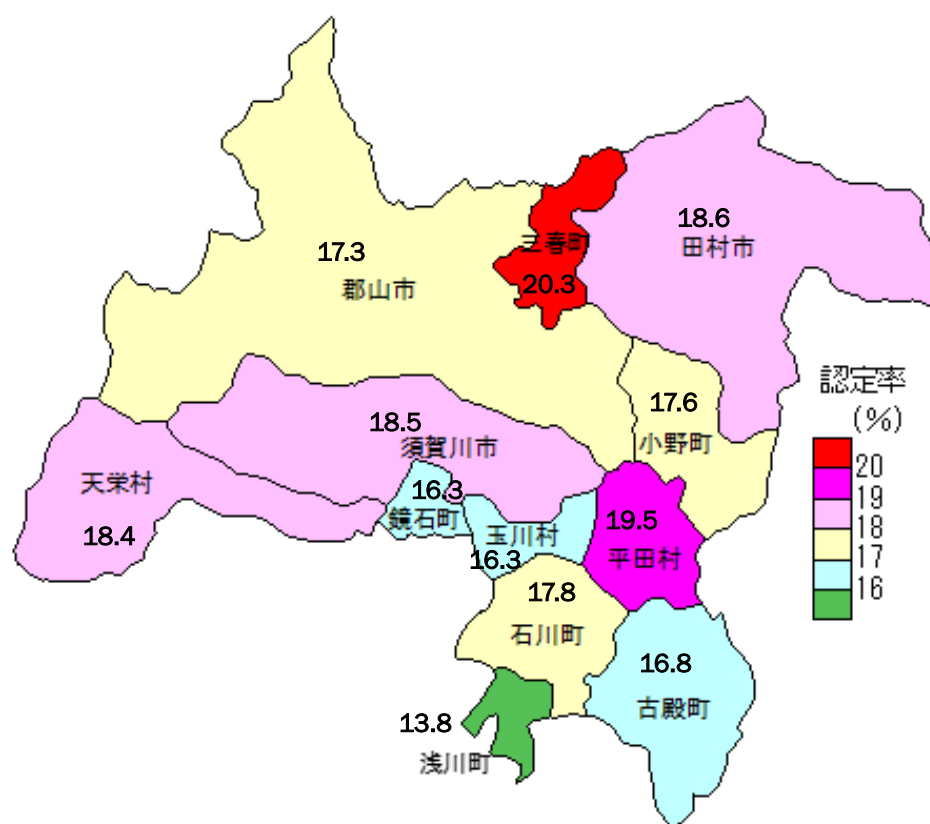 18.6
田村市
17.3
郡山市
三春町
20.3
認定率
(%)
20
19
18
17
16
17.6
小野町
18.5
須賀川市
天栄村
18.4
16.3
鏡石町
玉川村
16.3
19.5
平田村
17.8
石川町
16.8
古殿町
13.8
浅川町